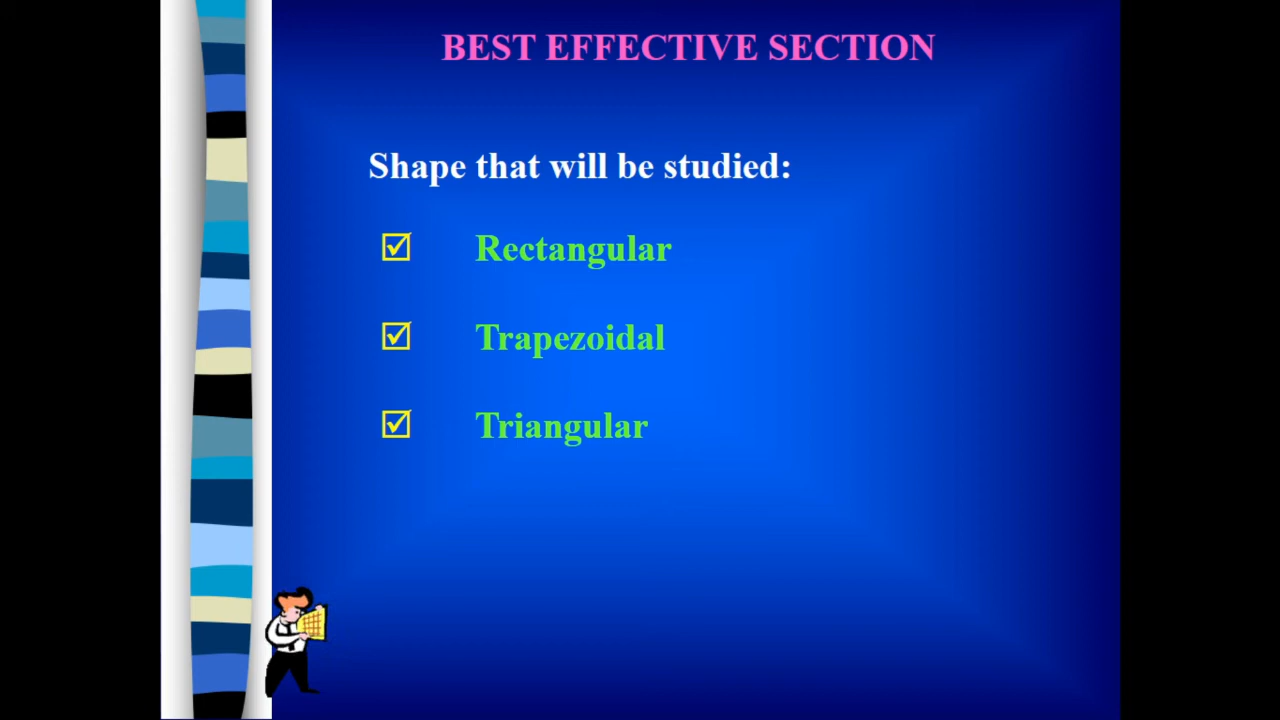 BEST EFFECTIVE SECTION
Shape that will be studied:
Rectangular
Trapezoidal
Triangular